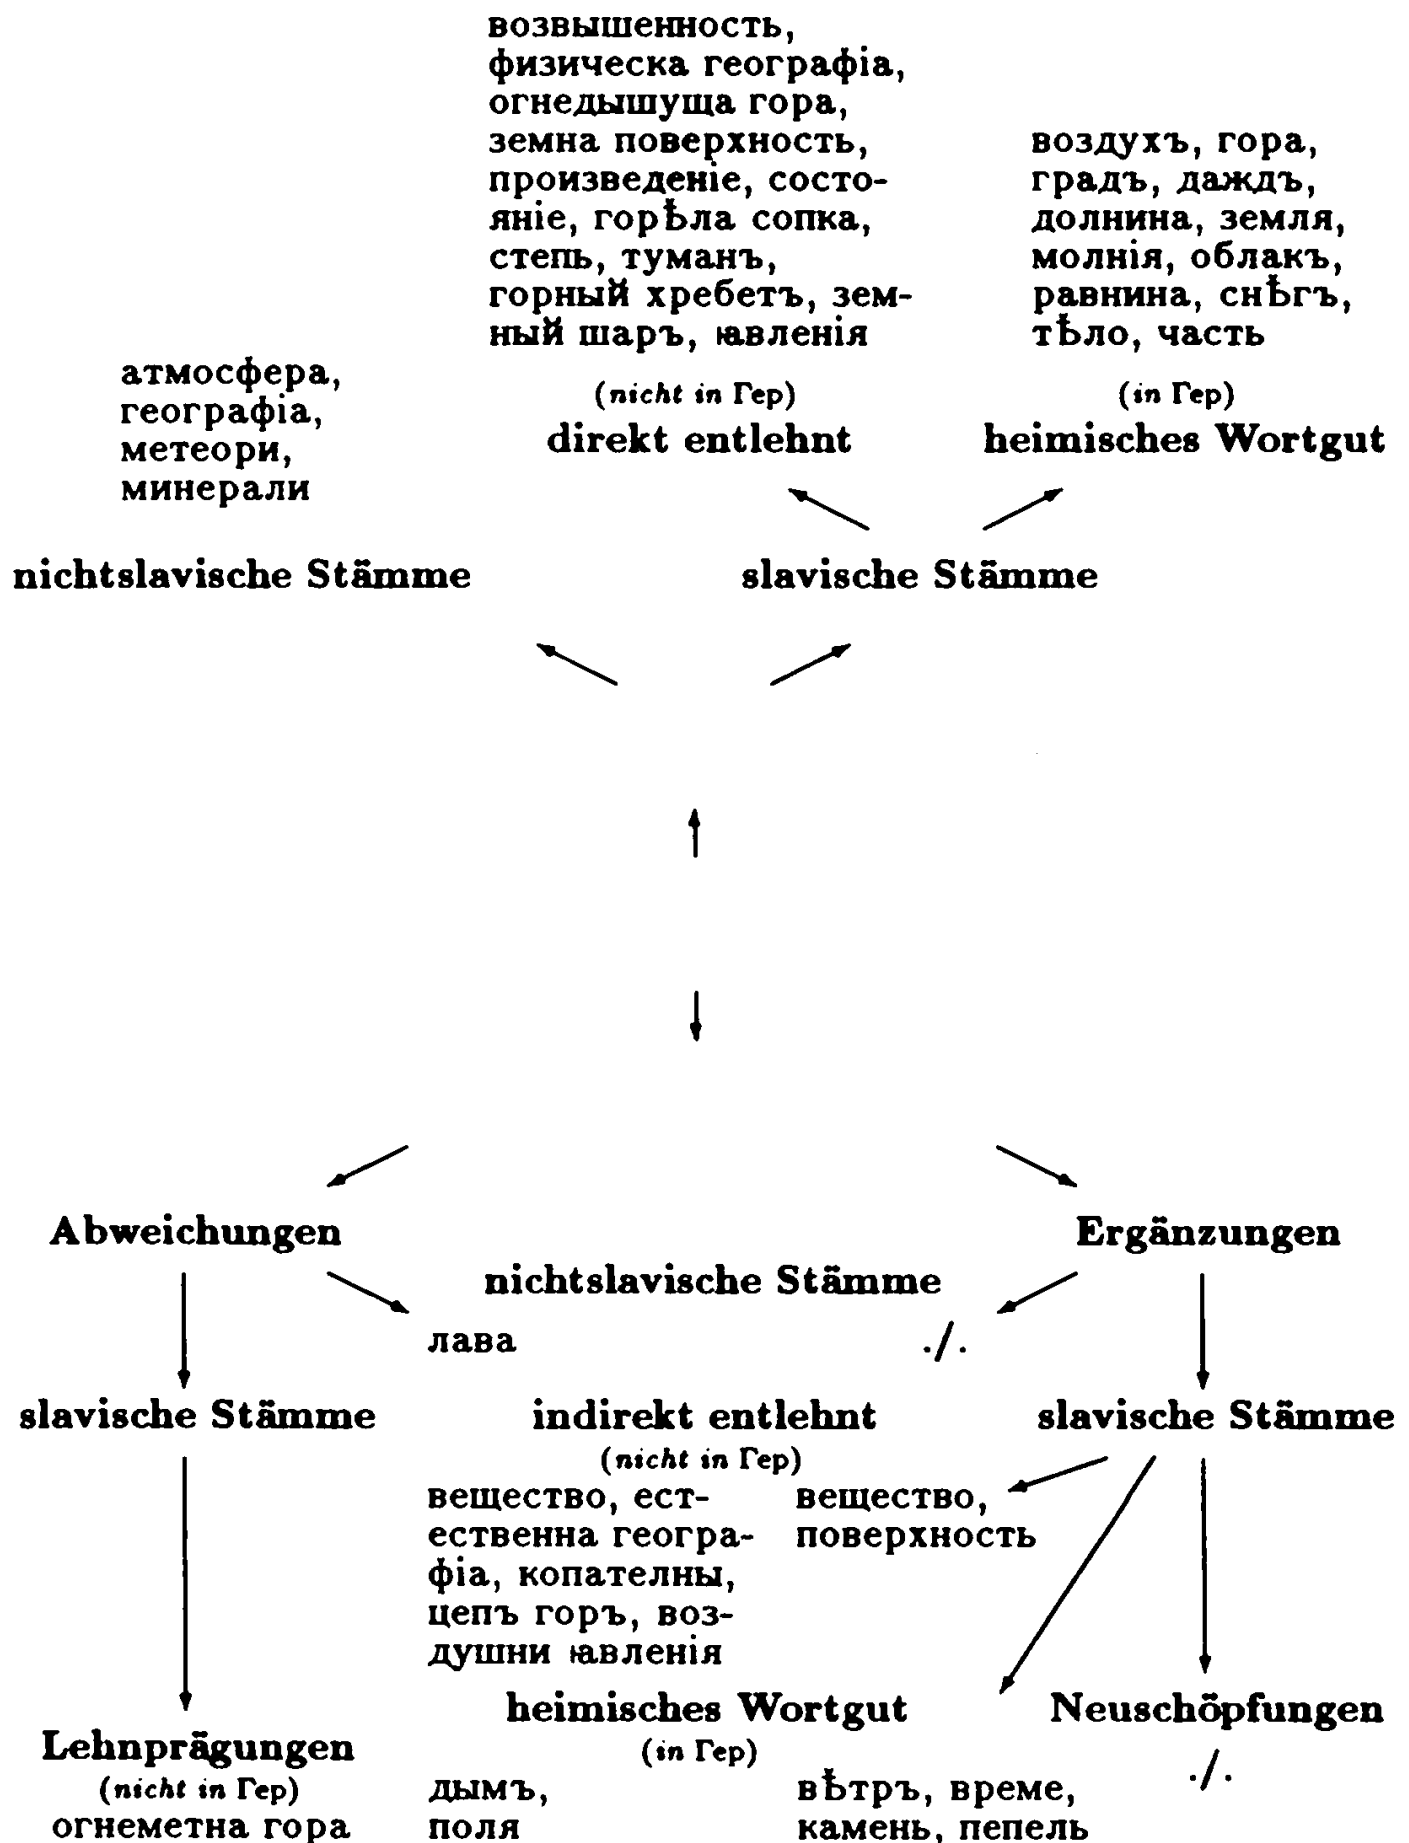 возвышенность,
физическа географіа,
огнедышуща гора,
земна поверхность,
произведеніе, состо-
яніе, горѣла сопка,
степь, туманъ,
горный хребетъ, зем-
ный шаръ, ꙗвленія
(nicht in Гер)
direkt entlehnt
воздухъ, гора,
градъ, даждъ,
долнина, земля,
молнія, облакъ,
равнина, снѣгъ,
тѣло, часть
(in Гер)
heimisches Wortgut
атмосфера,
географіа,
метеори,
минерали
nichtslavische Stämme
slavische Stämme
Abweichungen
Ergänzungen
nichtslavische Stämme
лава
./.
slavische Stämme
indirekt entlehnt
(nicht in Гер)
slavische Stämme
вещество, ест-
ественна геогра-
фіа, копателны,
цепъ горъ, воз-
душни ꙗвленія
вещество,
поверхность
heimisches Wortgut
(in Гер)
Neuschöpfungen
./.
Lehnprägungen
(nicht in Гер)
огнеметна гора
дымъ,
поля
вѣтръ, време,
камень, пепель